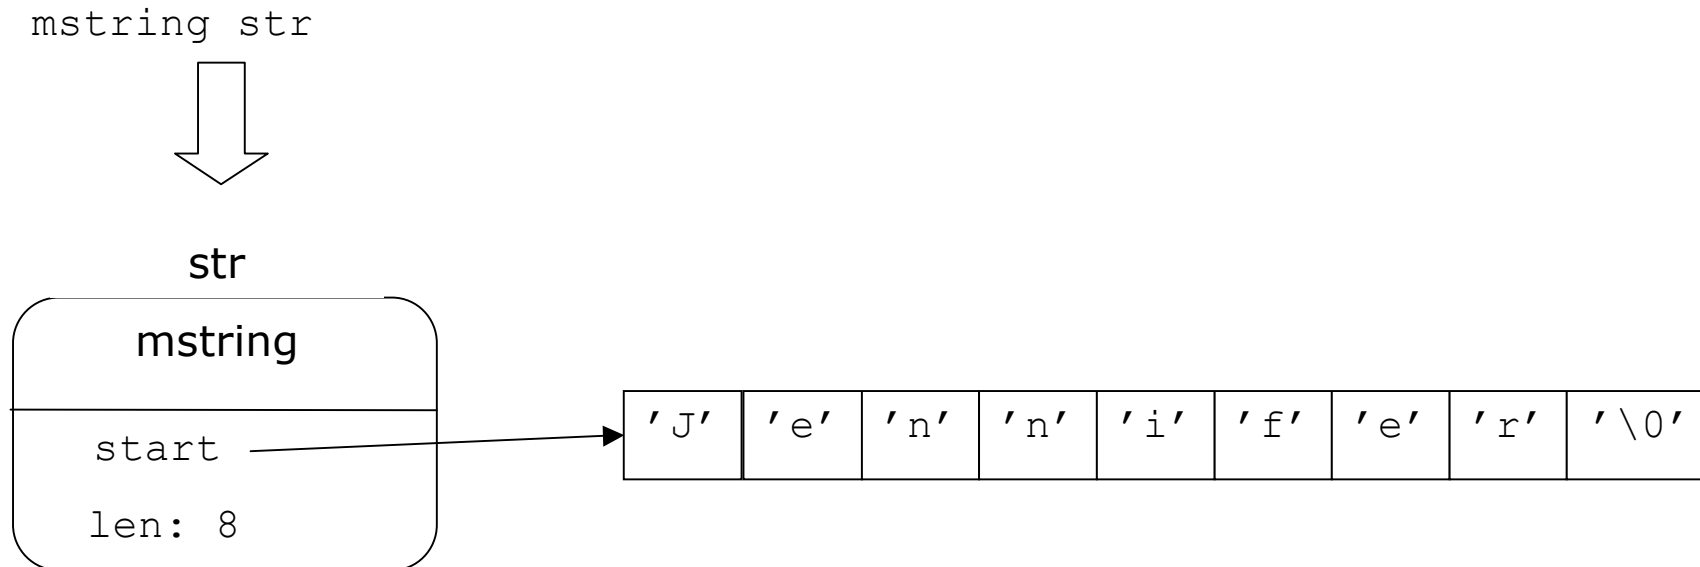 mstring str
str
mstring
'J' 'e' 'n' 'n' 'i' 'f' 'e' 'r' '\0'
start
len: 8